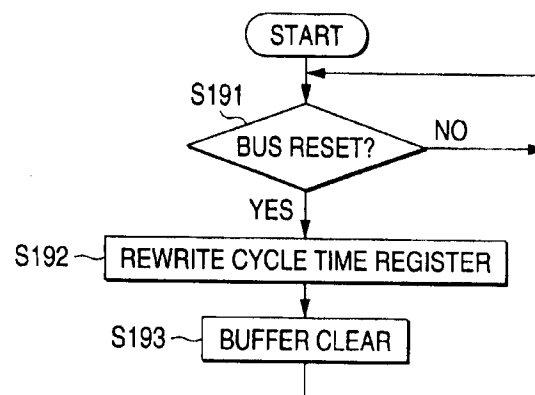 START
S191
BUS RESET?
NO
YES
S192
REWRITE CYCLE TIME REGISTER
S193
BUFFER CLEAR